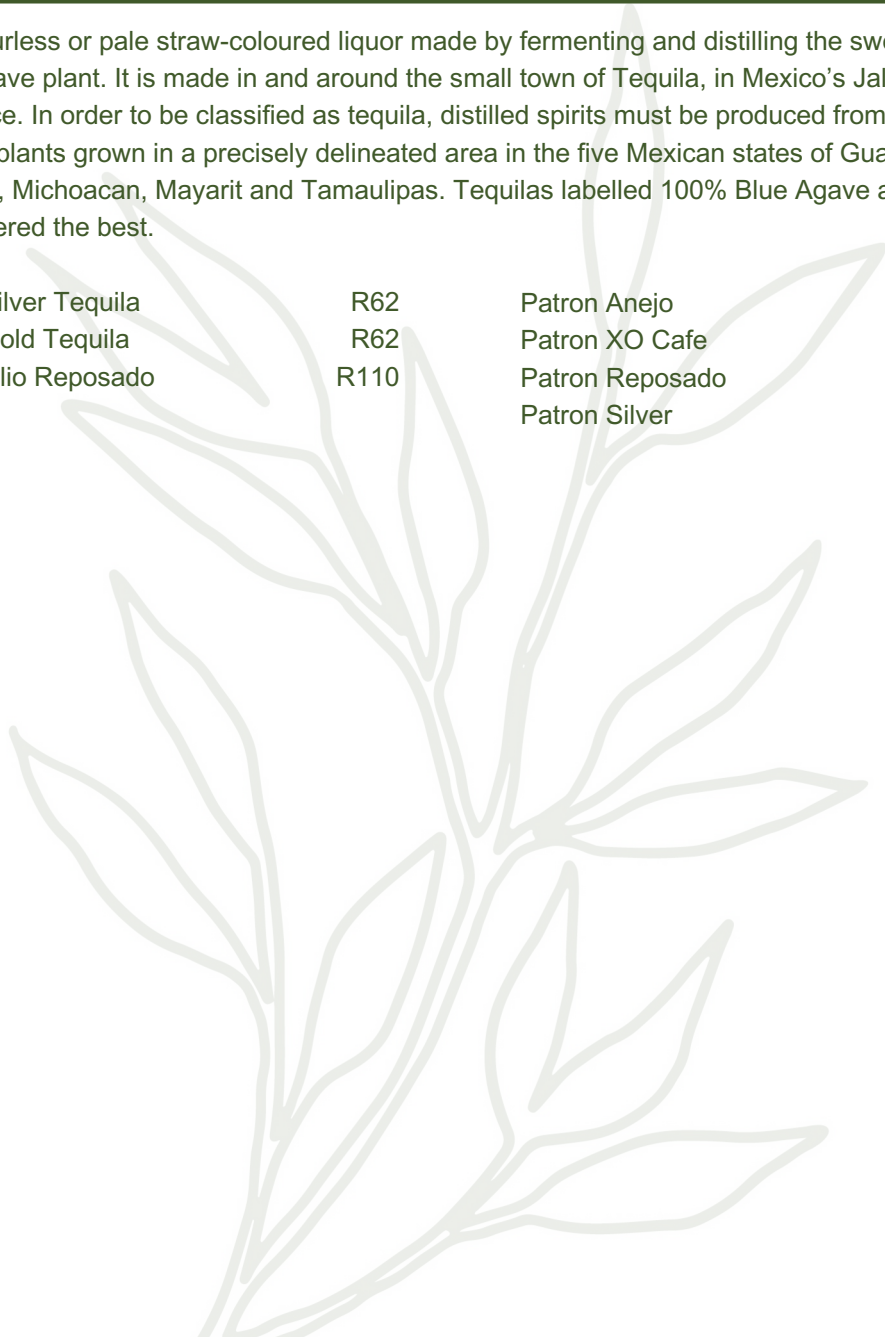 urless or pale straw-coloured liquor made by fermenting and distilling the swe
ave plant. It is made in and around the small town of Tequila, in Mexico’s Jal
ce. In order to be classified as tequila, distilled spirits must be produced from
plants grown in a precisely delineated area in the five Mexican states of Gua
, Michoacan, Mayarit and Tamaulipas. Tequilas labelled 100% Blue Agave a
ered the best.
ilver Tequila R62 Patron Anejo
old Tequila R62 Patron XO Cafe
lio Reposado R110 Patron Reposado
Patron Silver